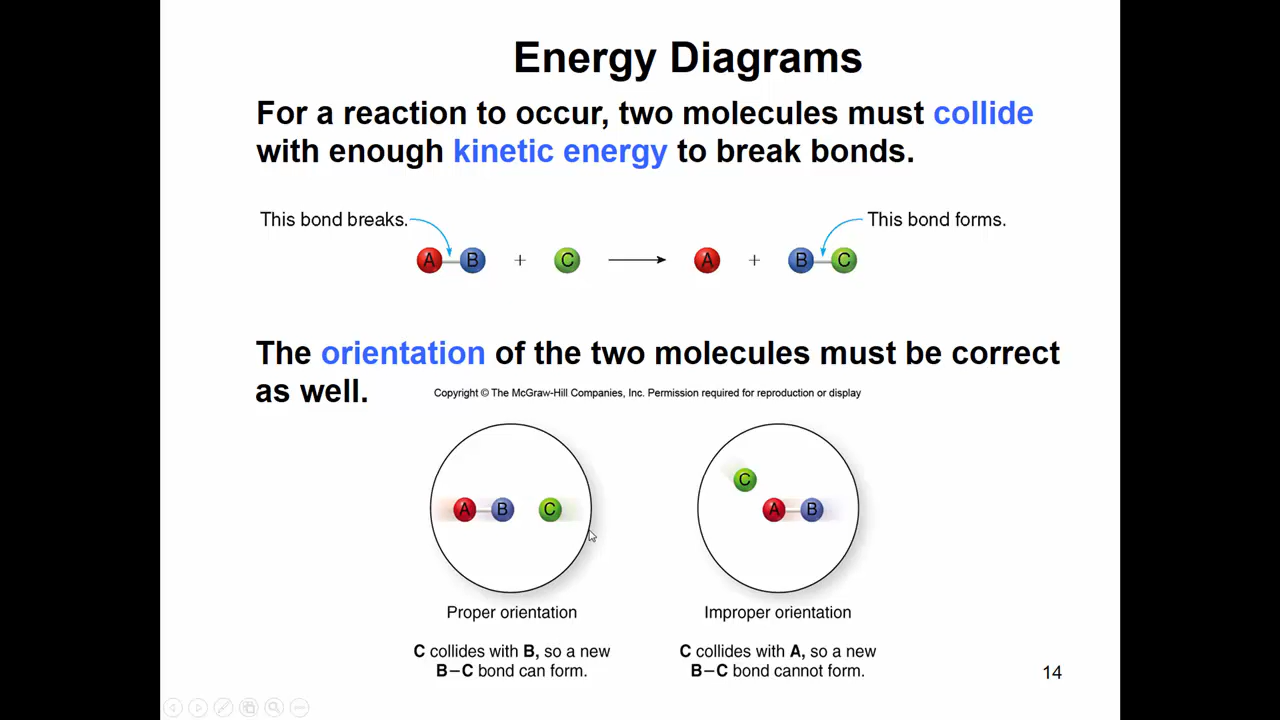 Energy Diagrams
For a reaction to occur, two molecules must collide
with enough kinetic energy to break bonds.
This bond breaks.
This bond forms.
A B + C A + B C
The orientation of the two molecules must be correct
as well.
Copyright © The McGraw-Hill Companies, Inc. Permission required for reproduction or display
A B C
C
A B
Proper orientation
C collides with B, so a new
B–C bond can form.
Improper orientation
C collides with A, so a new
B–C bond cannot form.
14